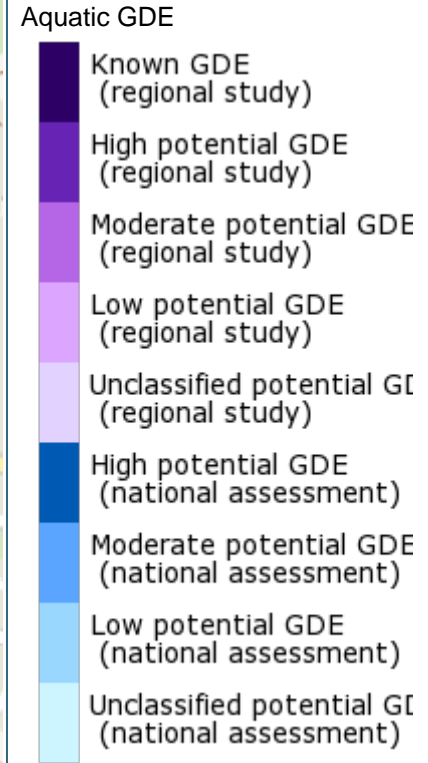 Aquatic GDE
Known GDE
(regional study)
High potential GDE
(regional study)
Moderate potential GDE
(regional study)
Low potential GDE
(regional study)
Unclassified potential GD
(regional study)
High potential GDE
(national assessment)
Moderate potential GDE
(national assessment)
Low potential GDE
(national assessment)
Unclassified potential GD
(national assessment)